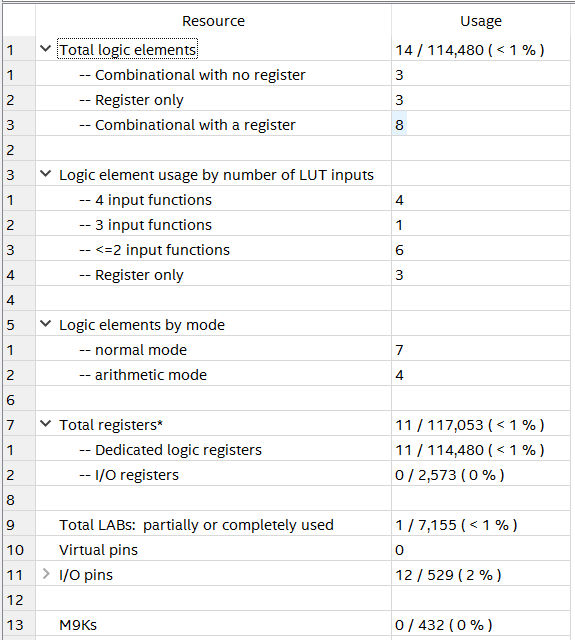 Resource Usage
1 Total logic elements 14 / 114,480 ( < 1 % )
1 -- Combinational with no register 3
2 -- Register only 3
3 -- Combinational with a register 8
2
3 Logic element usage by number of LUT inputs
1 -- 4 input functions 4
2 -- 3 input functions 1
3 -- <=2 input functions 6
4 -- Register only 3
4
5 Logic elements by mode
1 -- normal mode 7
2 -- arithmetic mode 4
6
7 Total registers* 11 / 117,053 ( < 1 % )
1 -- Dedicated logic registers 11 / 114,480 ( < 1 % )
2 -- I/O registers 0 / 2,573 ( 0 % )
8
9 Total LABs: partially or completely used 1 / 7,155 ( < 1 % )
10 Virtual pins 0
11 I/O pins 12 / 529 ( 2 % )
12
13 M9Ks 0 / 432 ( 0 % )